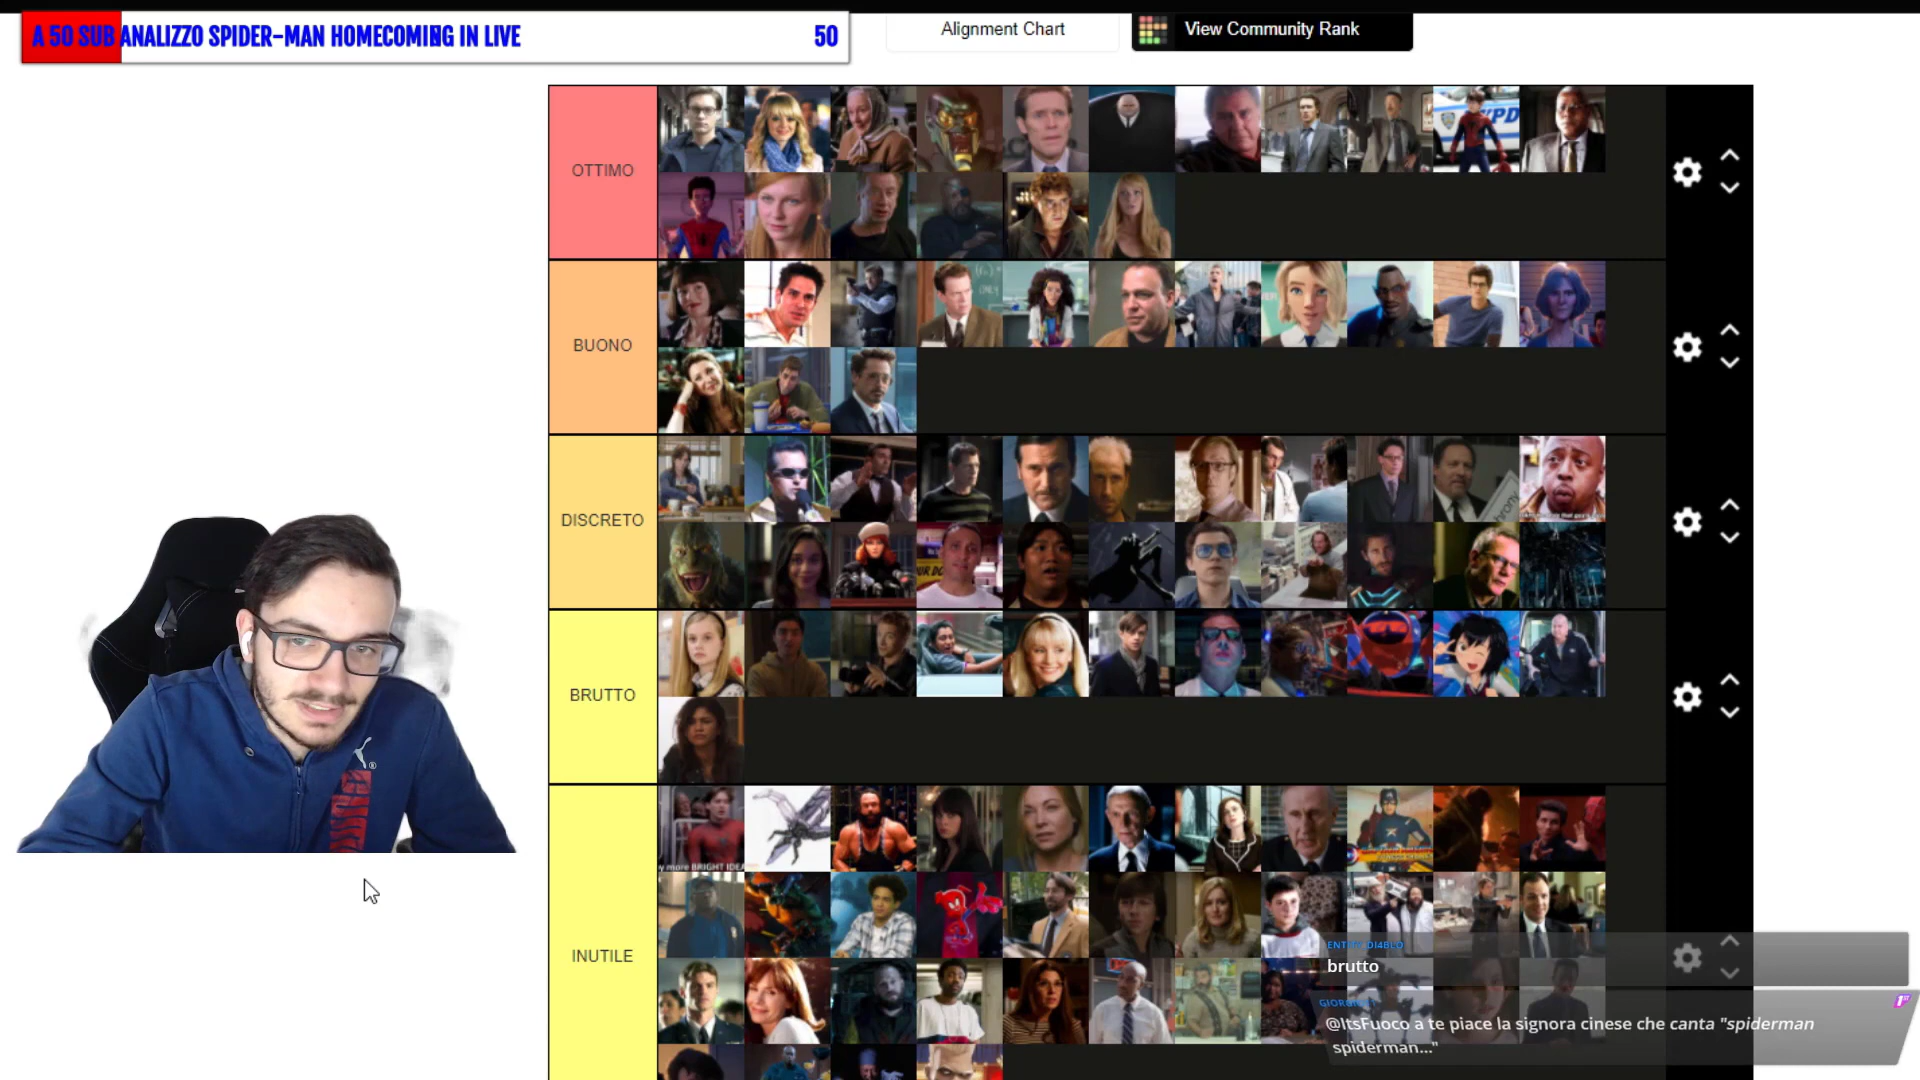 A 50 SUB ANALIZZO SPIDER-MAN HOMECOMING IN LIVE
50
Alignment Chart
View Community Rank
OTTIMO
BUONO
DISCRETO
BRUTTO
INUTILE
brutto
@ItsFuoco a te piace la signora cinese che canta "spiderman
spiderman..."